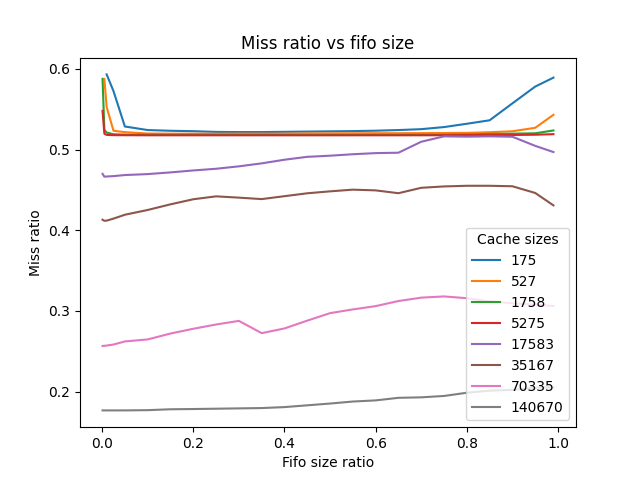 Miss ratio vs fifo size
Miss ratio
0.6
0.5
0.4
0.3
0.2
Cache sizes
175
527
1758
5275
17583
35167
70335
140670
0.0 0.2 0.4 0.6 0.8 1.0
Fifo size ratio